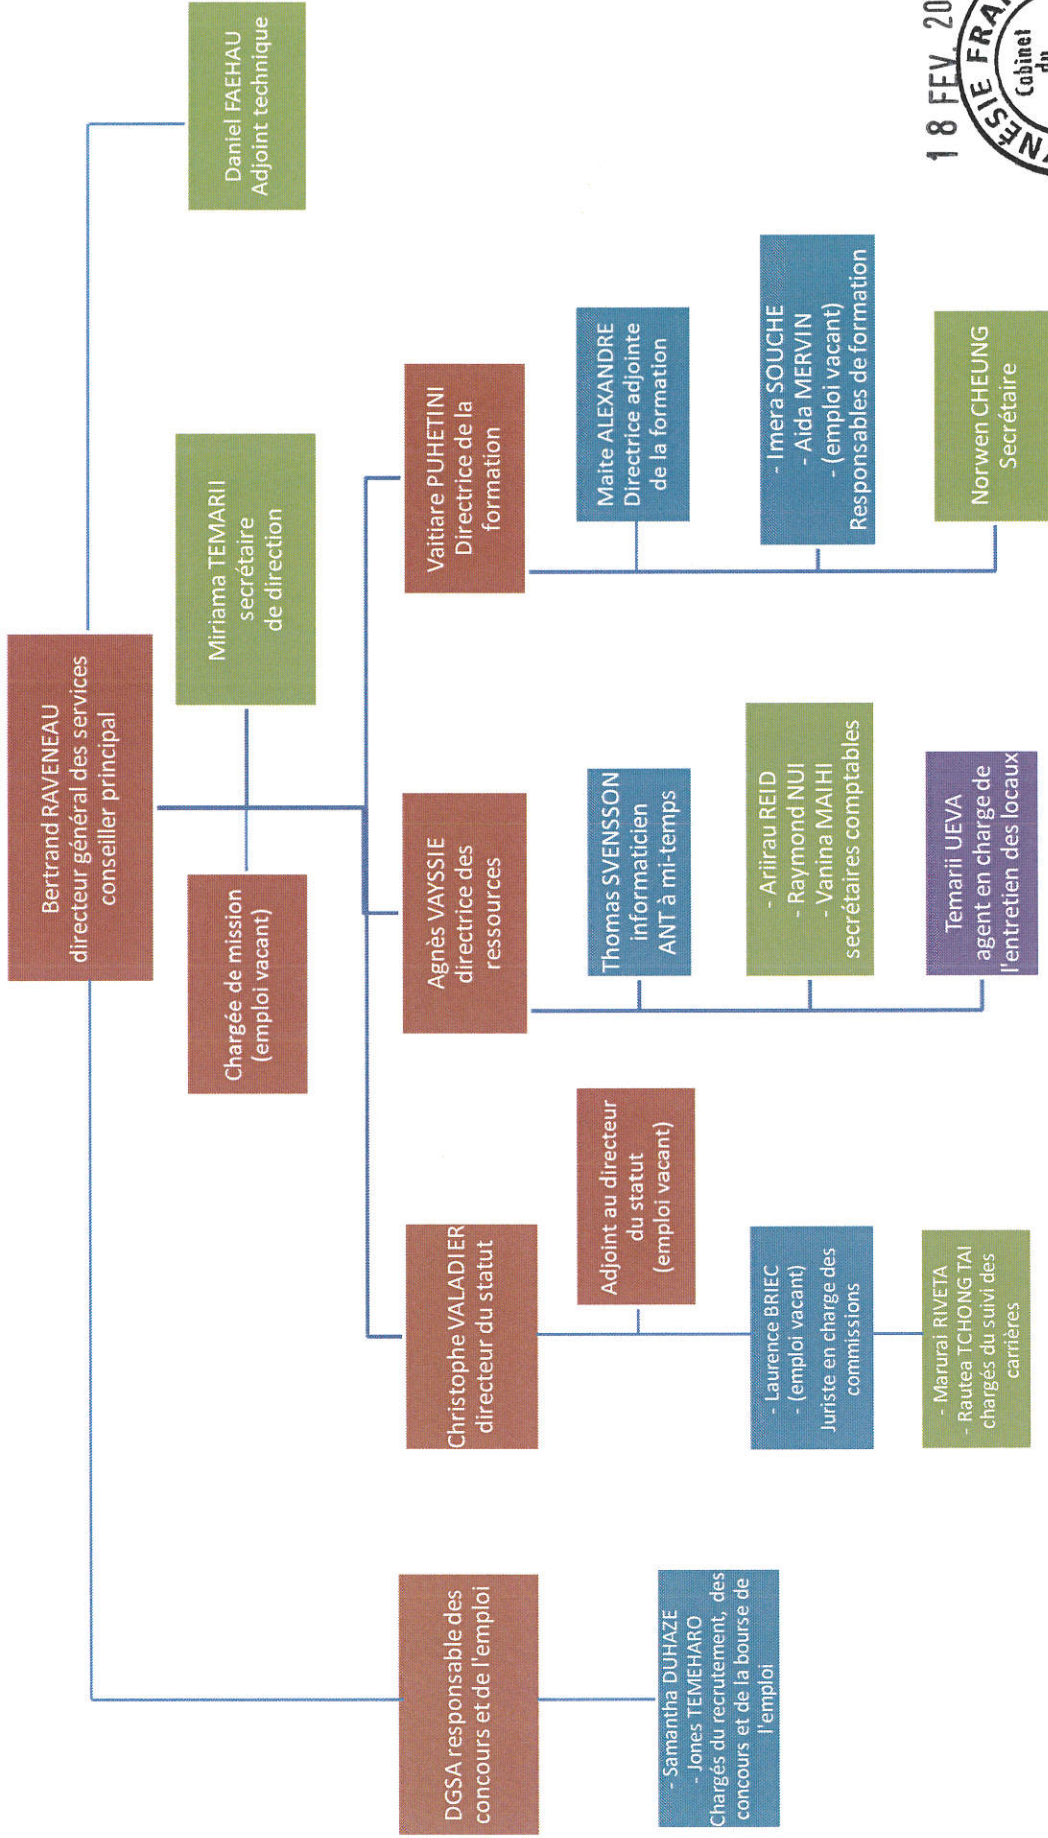 Bertrand RAVENEAU
directeur général des services
conseiller principal
Daniel FAEHAU
Adjoint technique
Chargée de mission
(emploi vacant)
Miriama TEMARII
secrétaire
de direction
DGSA responsable des
concours et de l'emploi
- Samantha DUHAZE
- Jones TEMEHARO
Chargés du recrutement, des
concours et de la bourse de
l'emploi
Christophe VALADIER
directeur du statut
Adjoint au directeur
du statut
(emploi vacant)
- Laurence BRIEC
- (emploi vacant)
Juriste en charge des
commissions
- Marurai RIVETA
- Rautea TCHONG TAI
chargés du suivi des
carrières
Agnès VAYSSIE
directrice des
ressources
Thomas SVENSSON
informaticien
ANT à mi-temps
- Ariirau REID
- Raymond NUI
- Vanina MAIHI
secrétaires comptables
Temarii UEVA
agent en charge de
l'entretien des locaux
Vaitiare PUHETINI
Directrice de la
formation
Maite ALEXANDRE
Directrice adjointe
de la formation
- Imera SOUCHE
- Aida MERVIN
- (emploi vacant)
Responsables de formation
Norwen CHEUNG
Secrétaire
18 FEV. 20
Cabinet
du